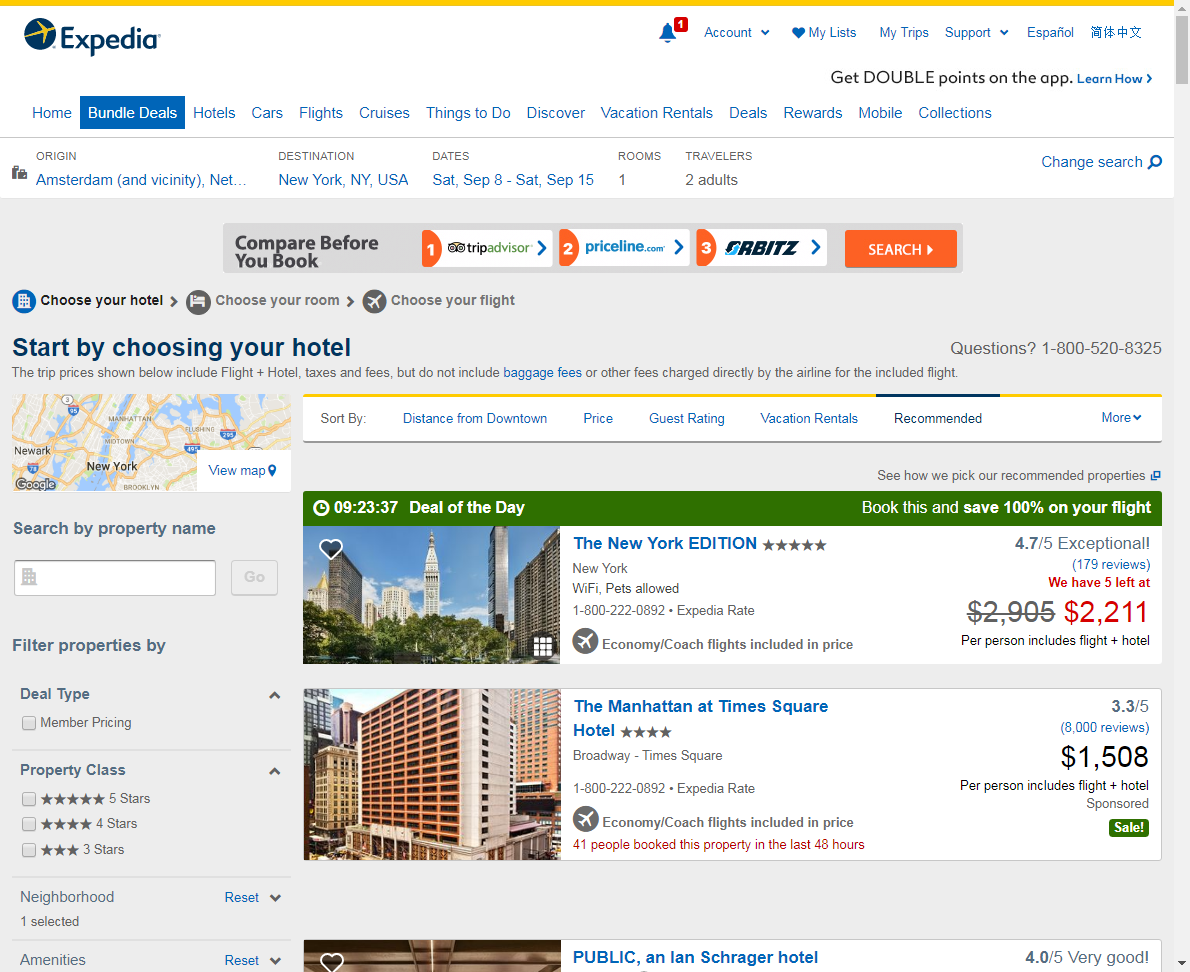 Expedia
1
Account
My Lists
My Trips
Support
Español
简体中文
Get DOUBLE points on the app. Learn How
Home
Bundle Deals
Hotels
Cars
Flights
Cruises
Things to Do
Discover
Vacation Rentals
Deals
Rewards
Mobile
Collections
ORIGIN
Amsterdam (and vicinity), Net...
DESTINATION
New York, NY, USA
DATES
Sat, Sep 8 - Sat, Sep 15
ROOMS
1
TRAVELERS
2 adults
Change search
Compare Before
You Book
1 tripadvisor
2 priceline.com
3 ORBITZ
SEARCH
Choose your hotel
Choose your room
Choose your flight
Start by choosing your hotel
Questions? 1-800-520-8325
The trip prices shown below include Flight + Hotel, taxes and fees, but do not include baggage fees or other fees charged directly by the airline for the included flight.
3
95
MANHATTAN
FLUSHING
295
MIDTOWN
495
Newark
78
New York
BROOKLYN
Google
View map
Sort By:
Distance from Downtown
Price
Guest Rating
Vacation Rentals
Recommended
More
See how we pick our recommended properties
Search by property name
Go
Filter properties by
Deal Type
Member Pricing
Property Class
5 Stars
4 Stars
3 Stars
Neighborhood
Reset
1 selected
Amenities
Reset
09:23:37 Deal of the Day
Book this and save 100% on your flight
The New York EDITION
New York
WiFi, Pets allowed
1-800-222-0892 • Expedia Rate
Economy/Coach flights included in price
4.7/5 Exceptional!
(179 reviews)
We have 5 left at
$2,905 $2,211
Per person includes flight + hotel
The Manhattan at Times Square
Hotel
Broadway - Times Square
1-800-222-0892 • Expedia Rate
Economy/Coach flights included in price
41 people booked this property in the last 48 hours
3.3/5
(8,000 reviews)
$1,508
Per person includes flight + hotel
Sponsored
Sale!
PUBLIC, an Ian Schrager hotel
4.0/5 Very good!